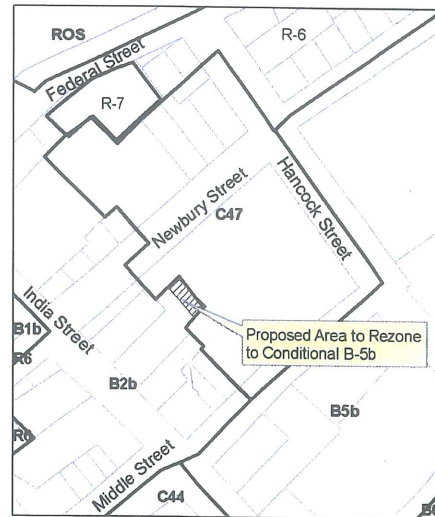 ROS
R-6
Federal Street
R-7
Newbury Street
Hancock Street
C47
India Street
B1b
R6
Proposed Area to Rezone
to Conditional B-5b
B2b
B5b
R6
Middle Street
C44